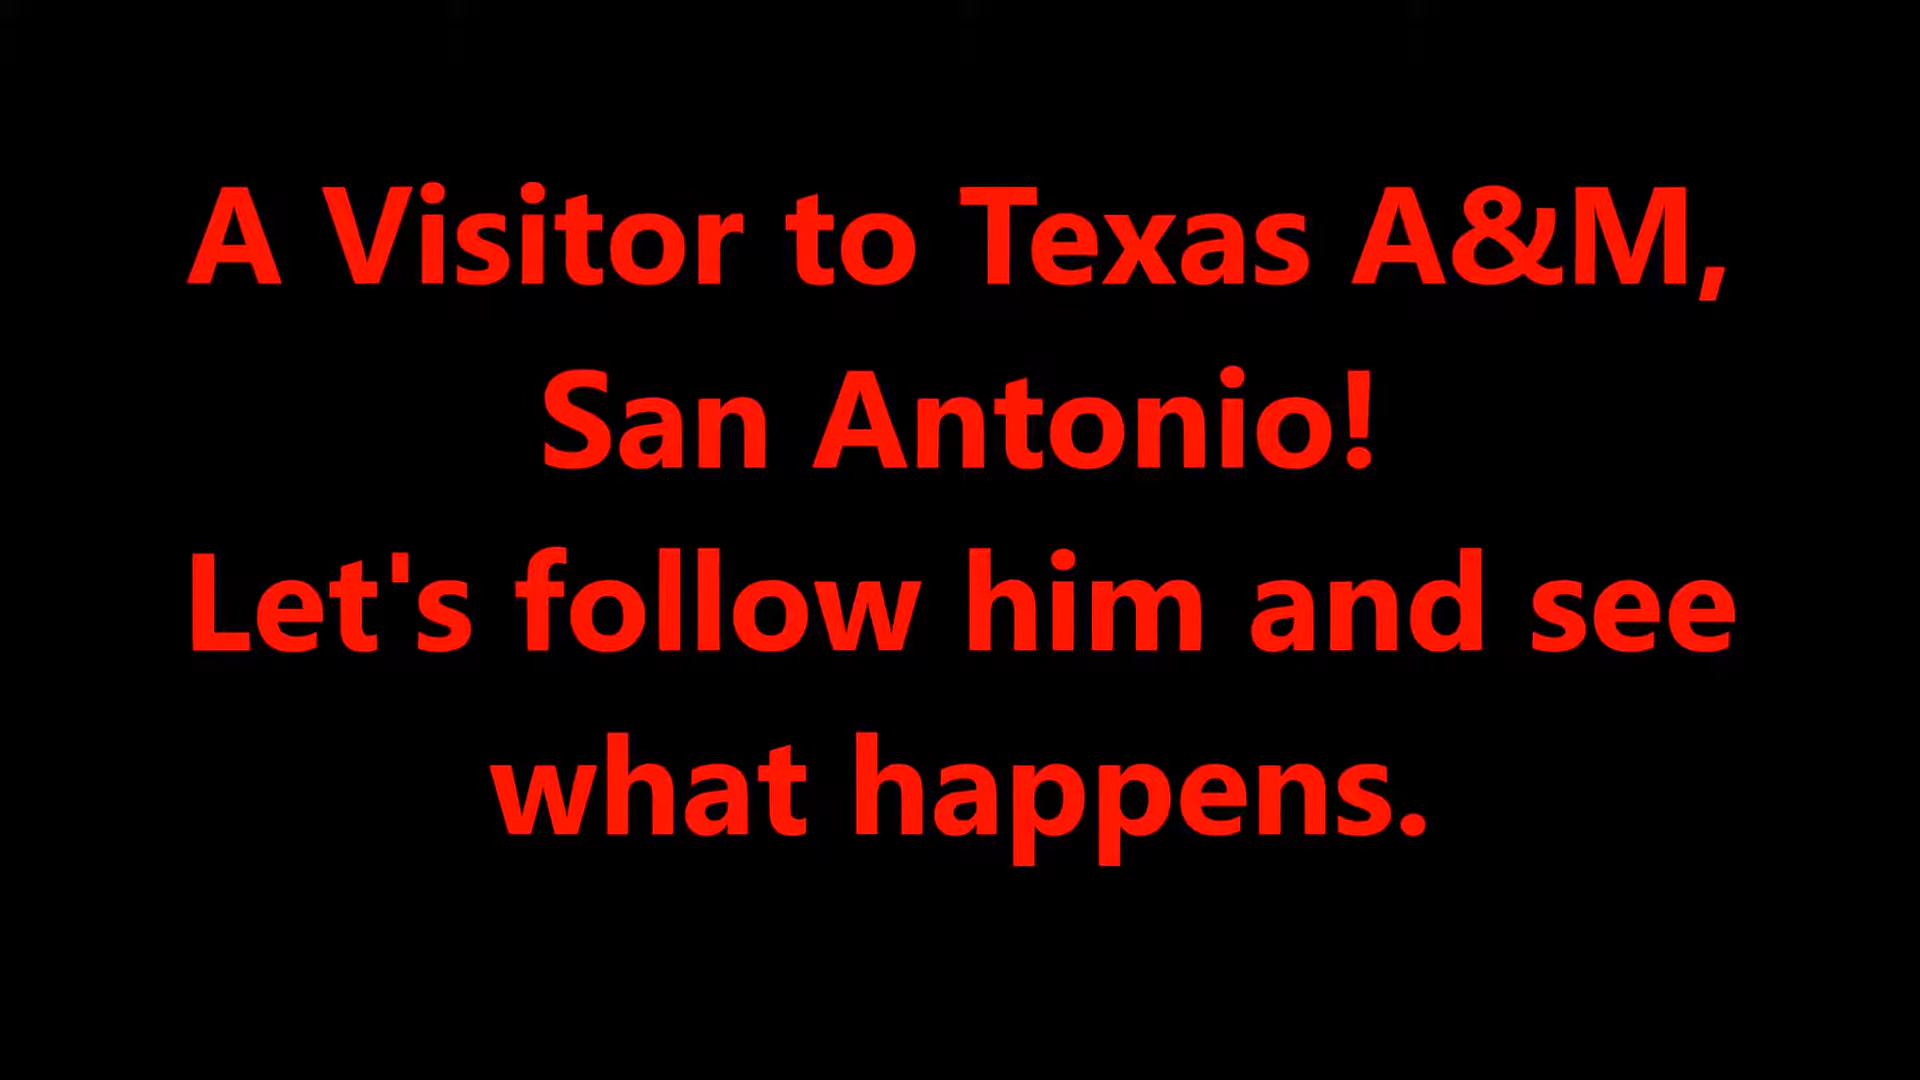 A Visitor to Texas A&M,
San Antonio!
Let's follow him and see
what happens.